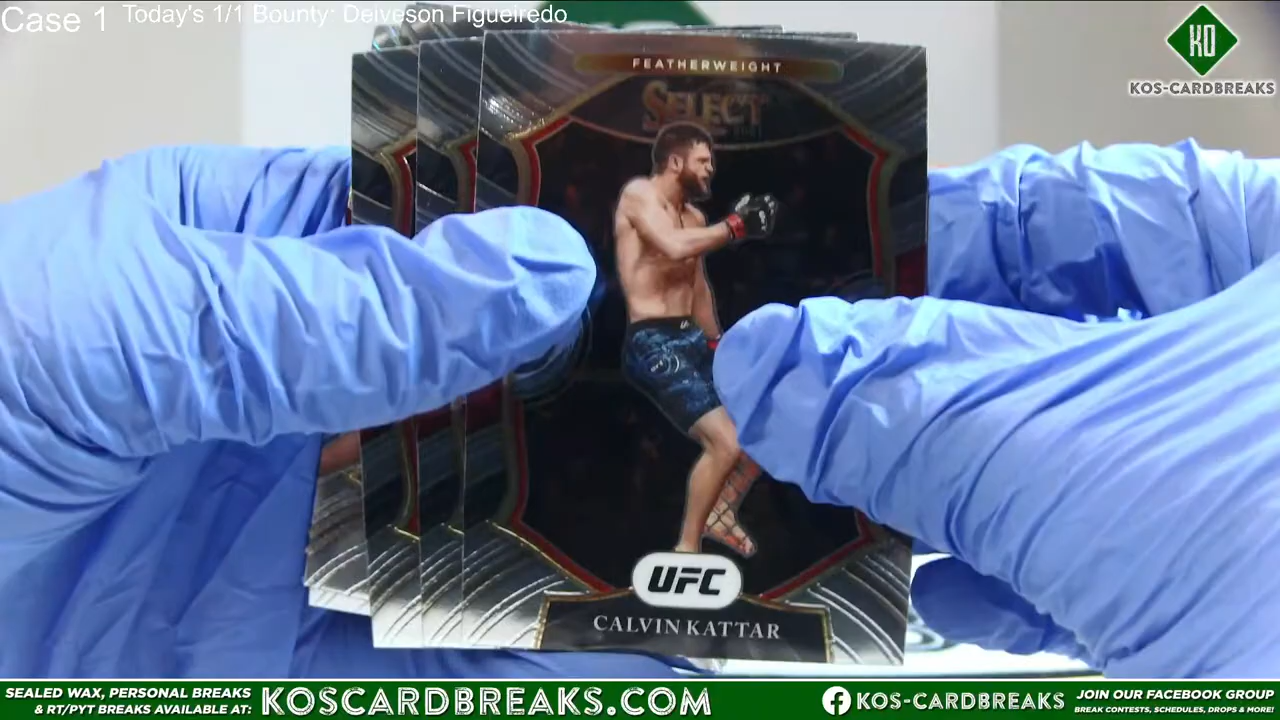 Case 1
Today's 1/1 Bounty: Deiveson Figueiredo
KO
KOS-CARDBREAKS
FEATHERWEIGHT
SELECT
2021
UFC
CALVIN KATTAR
SEALED WAX, PERSONAL BREAKS
& RT/PYT BREAKS AVAILABLE AT:
KOSCARDBREAKS.COM
KOS-CARDBREAKS
JOIN OUR FACEBOOK GROUP
BREAK CONTESTS, SCHEDULES, DROPS & MORE!